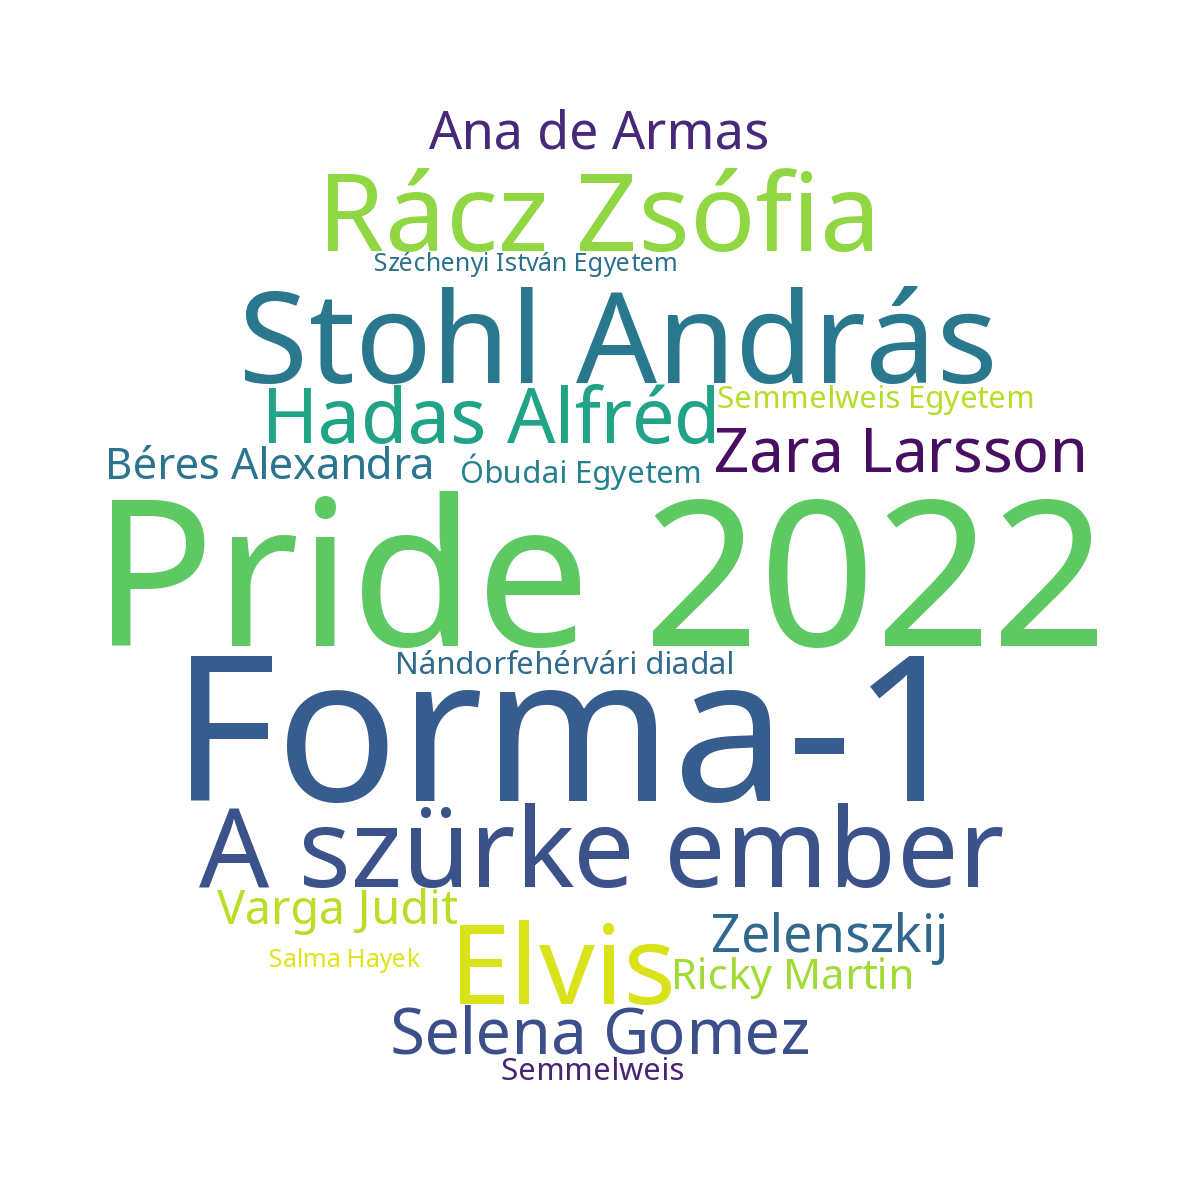 Ana de Armas
Rácz Zsófia
Széchenyi István Egyetem
Stohl András
Hadas Alfréd
Semmelweis Egyetem
Zara Larsson
Béres Alexandra
Óbudai Egyetem
Pride 2022
Nándorfehérvári diadal
Forma-1
A szürke ember
Varga Judit
Zelenszkij
Elvis
Salma Hayek
Ricky Martin
Selena Gomez
Semmelweis